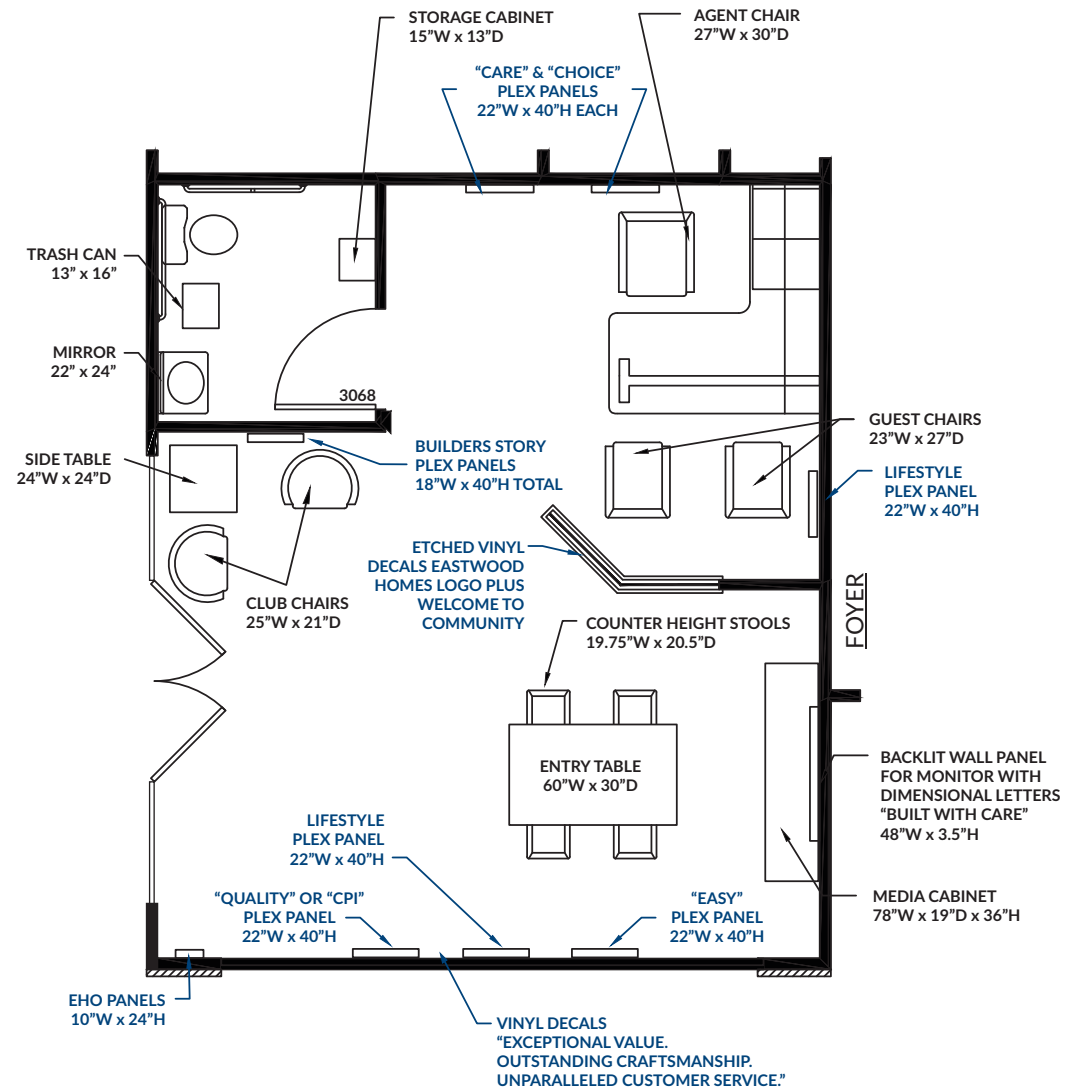 STORAGE CABINET
15”W x 13”D
AGENT CHAIR
27”W x 30”D
“CARE” & “CHOICE”
PLEX PANELS
22”W x 40”H EACH
TRASH CAN
13” x 16”
MIRROR
22” x 24”
3068
SIDE TABLE
24”W x 24”D
BUILDERS STORY
PLEX PANELS
18”W x 40”H TOTAL
GUEST CHAIRS
23”W x 27”D
LIFESTYLE
PLEX PANEL
22”W x 40”H
ETCHED VINYL
DECALS EASTWOOD
HOMES LOGO PLUS
WELCOME TO
COMMUNITY
CLUB CHAIRS
25”W x 21”D
COUNTER HEIGHT STOOLS
19.75”W x 20.5”D
FOYER
ENTRY TABLE
60”W x 30”D
BACKLIT WALL PANEL
FOR MONITOR WITH
DIMENSIONAL LETTERS
“BUILT WITH CARE”
48”W x 3.5”H
LIFESTYLE
PLEX PANEL
22”W x 40”H
“QUALITY” OR “CPI”
PLEX PANEL
22”W x 40”H
“EASY”
PLEX PANEL
22”W x 40”H
MEDIA CABINET
78”W x 19”D x 36”H
EHO PANELS
10”W x 24”H
VINYL DECALS
“EXCEPTIONAL VALUE.
OUTSTANDING CRAFTSMANSHIP.
UNPARALLELED CUSTOMER SERVICE.”